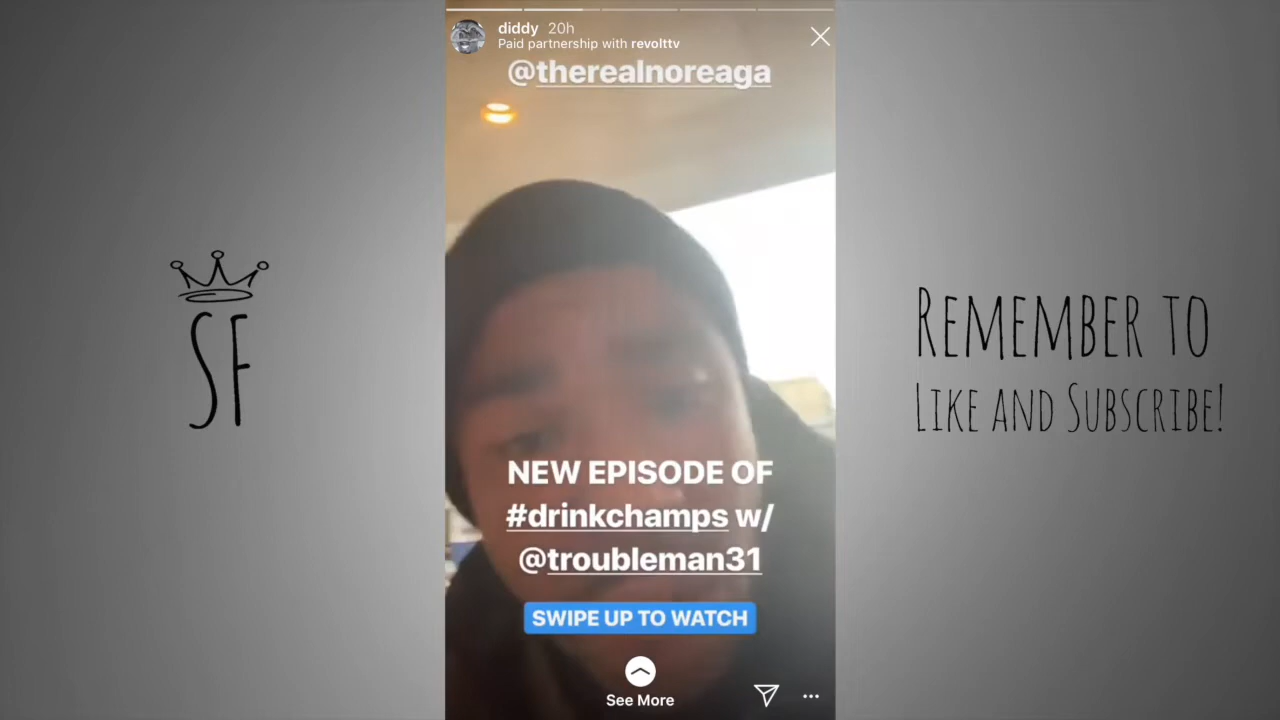 diddy 20h
Paid partnership with revolttv
@therealnoreaga
SF
REMEMBER TO
LIKE AND SUBSCRIBE!
NEW EPISODE OF
#drinkchamps w/
@troubleman31
SWIPE UP TO WATCH
See More